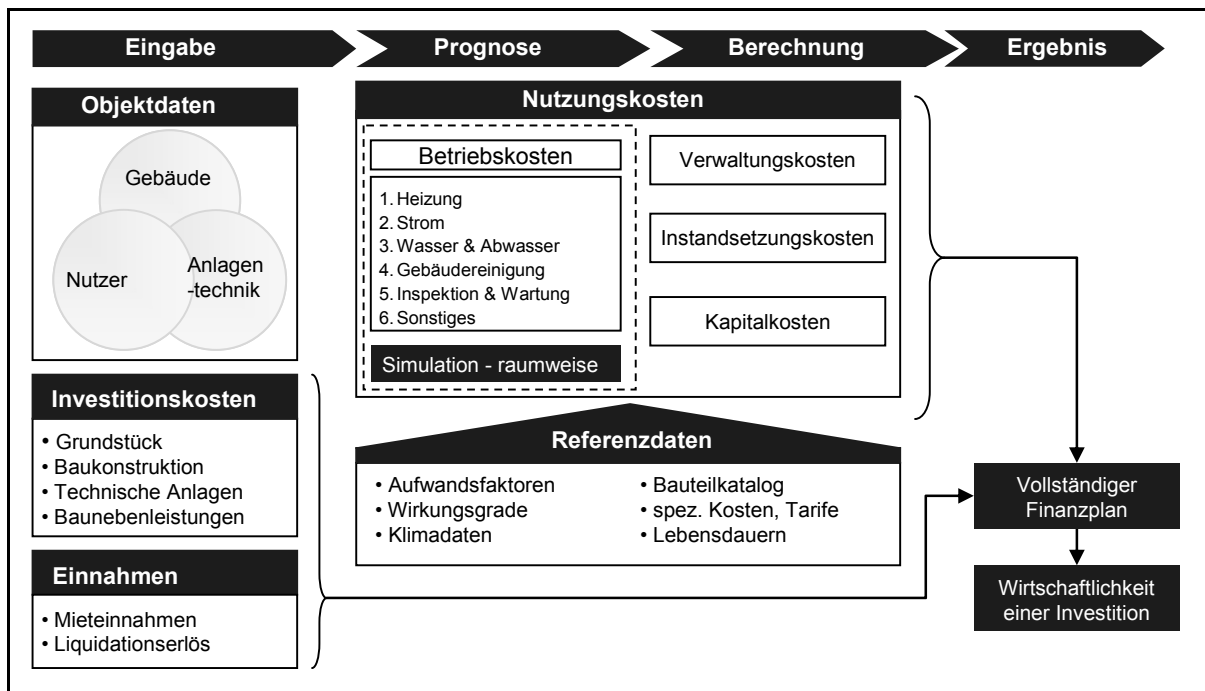 Eingabe
Prognose
Berechnung
Ergebnis
Objektdaten
Gebäude
Nutzer
Anlagen
-technik
Investitionskosten
• Grundstück
• Baukonstruktion
• Technische Anlagen
• Baunebenleistungen
Einnahmen
• Mieteinnahmen
• Liquidationserlös
Nutzungskosten
Betriebskosten
1. Heizung
2. Strom
3. Wasser & Abwasser
4. Gebäudereinigung
5. Inspektion & Wartung
6. Sonstiges
Simulation - raumweise
Verwaltungskosten
Instandsetzungskosten
Kapitalkosten
Referenzdaten
• Aufwandsfaktoren
• Wirkungsgrade
• Klimadaten
• Bauteilkatalog
• spez. Kosten, Tarife
• Lebensdauern
Vollständiger
Finanzplan
Wirtschaftlichkeit
einer Investition